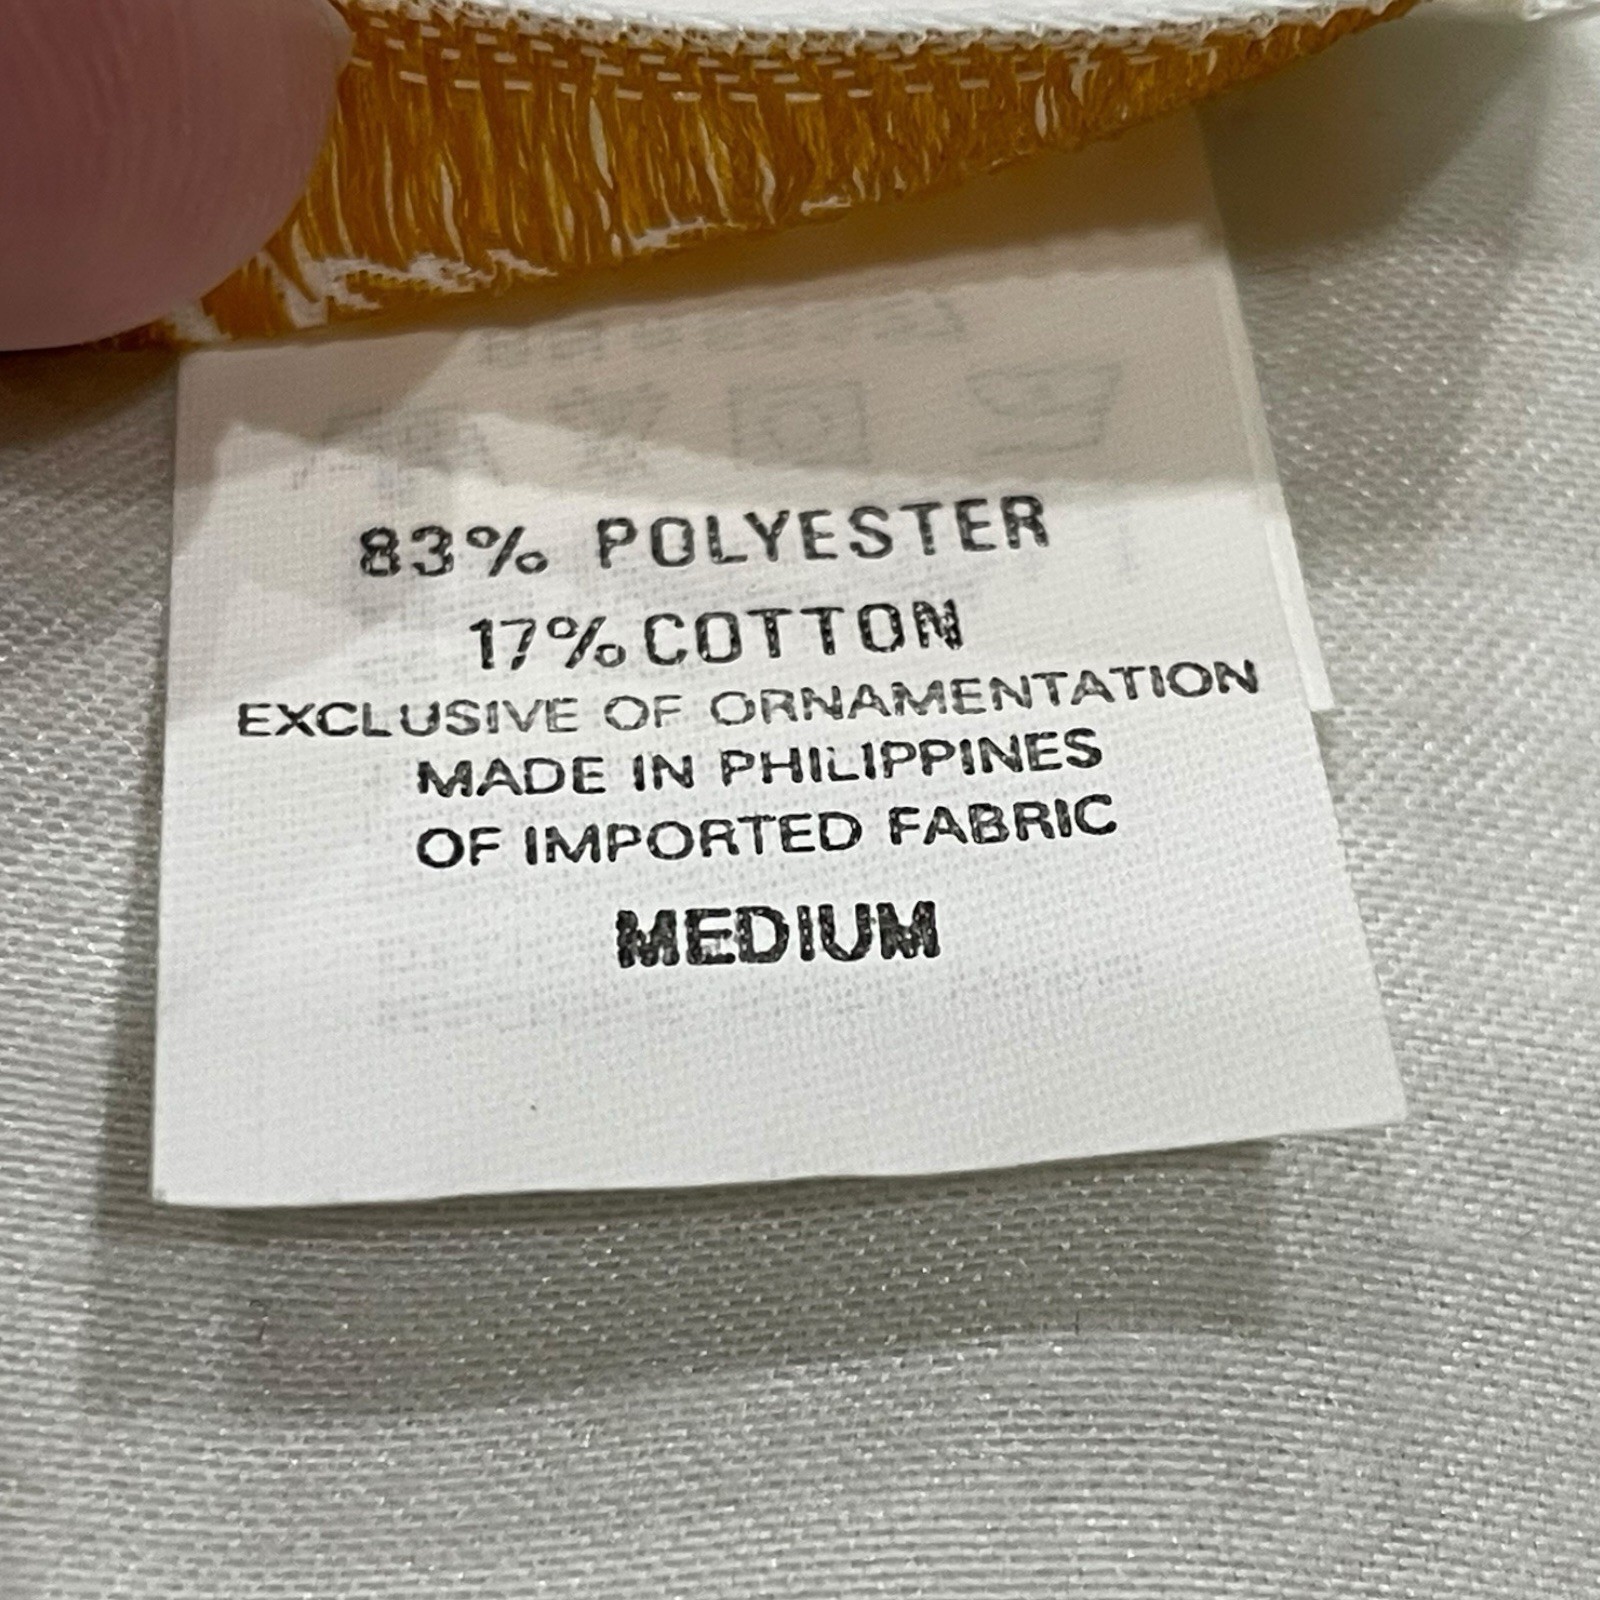 83% POLYESTER
17% COTTON
EXCLUSIVE OF ORNAMENTATION
MADE IN PHILIPPINES
OF IMPORTED FABRIC
MEDIUM